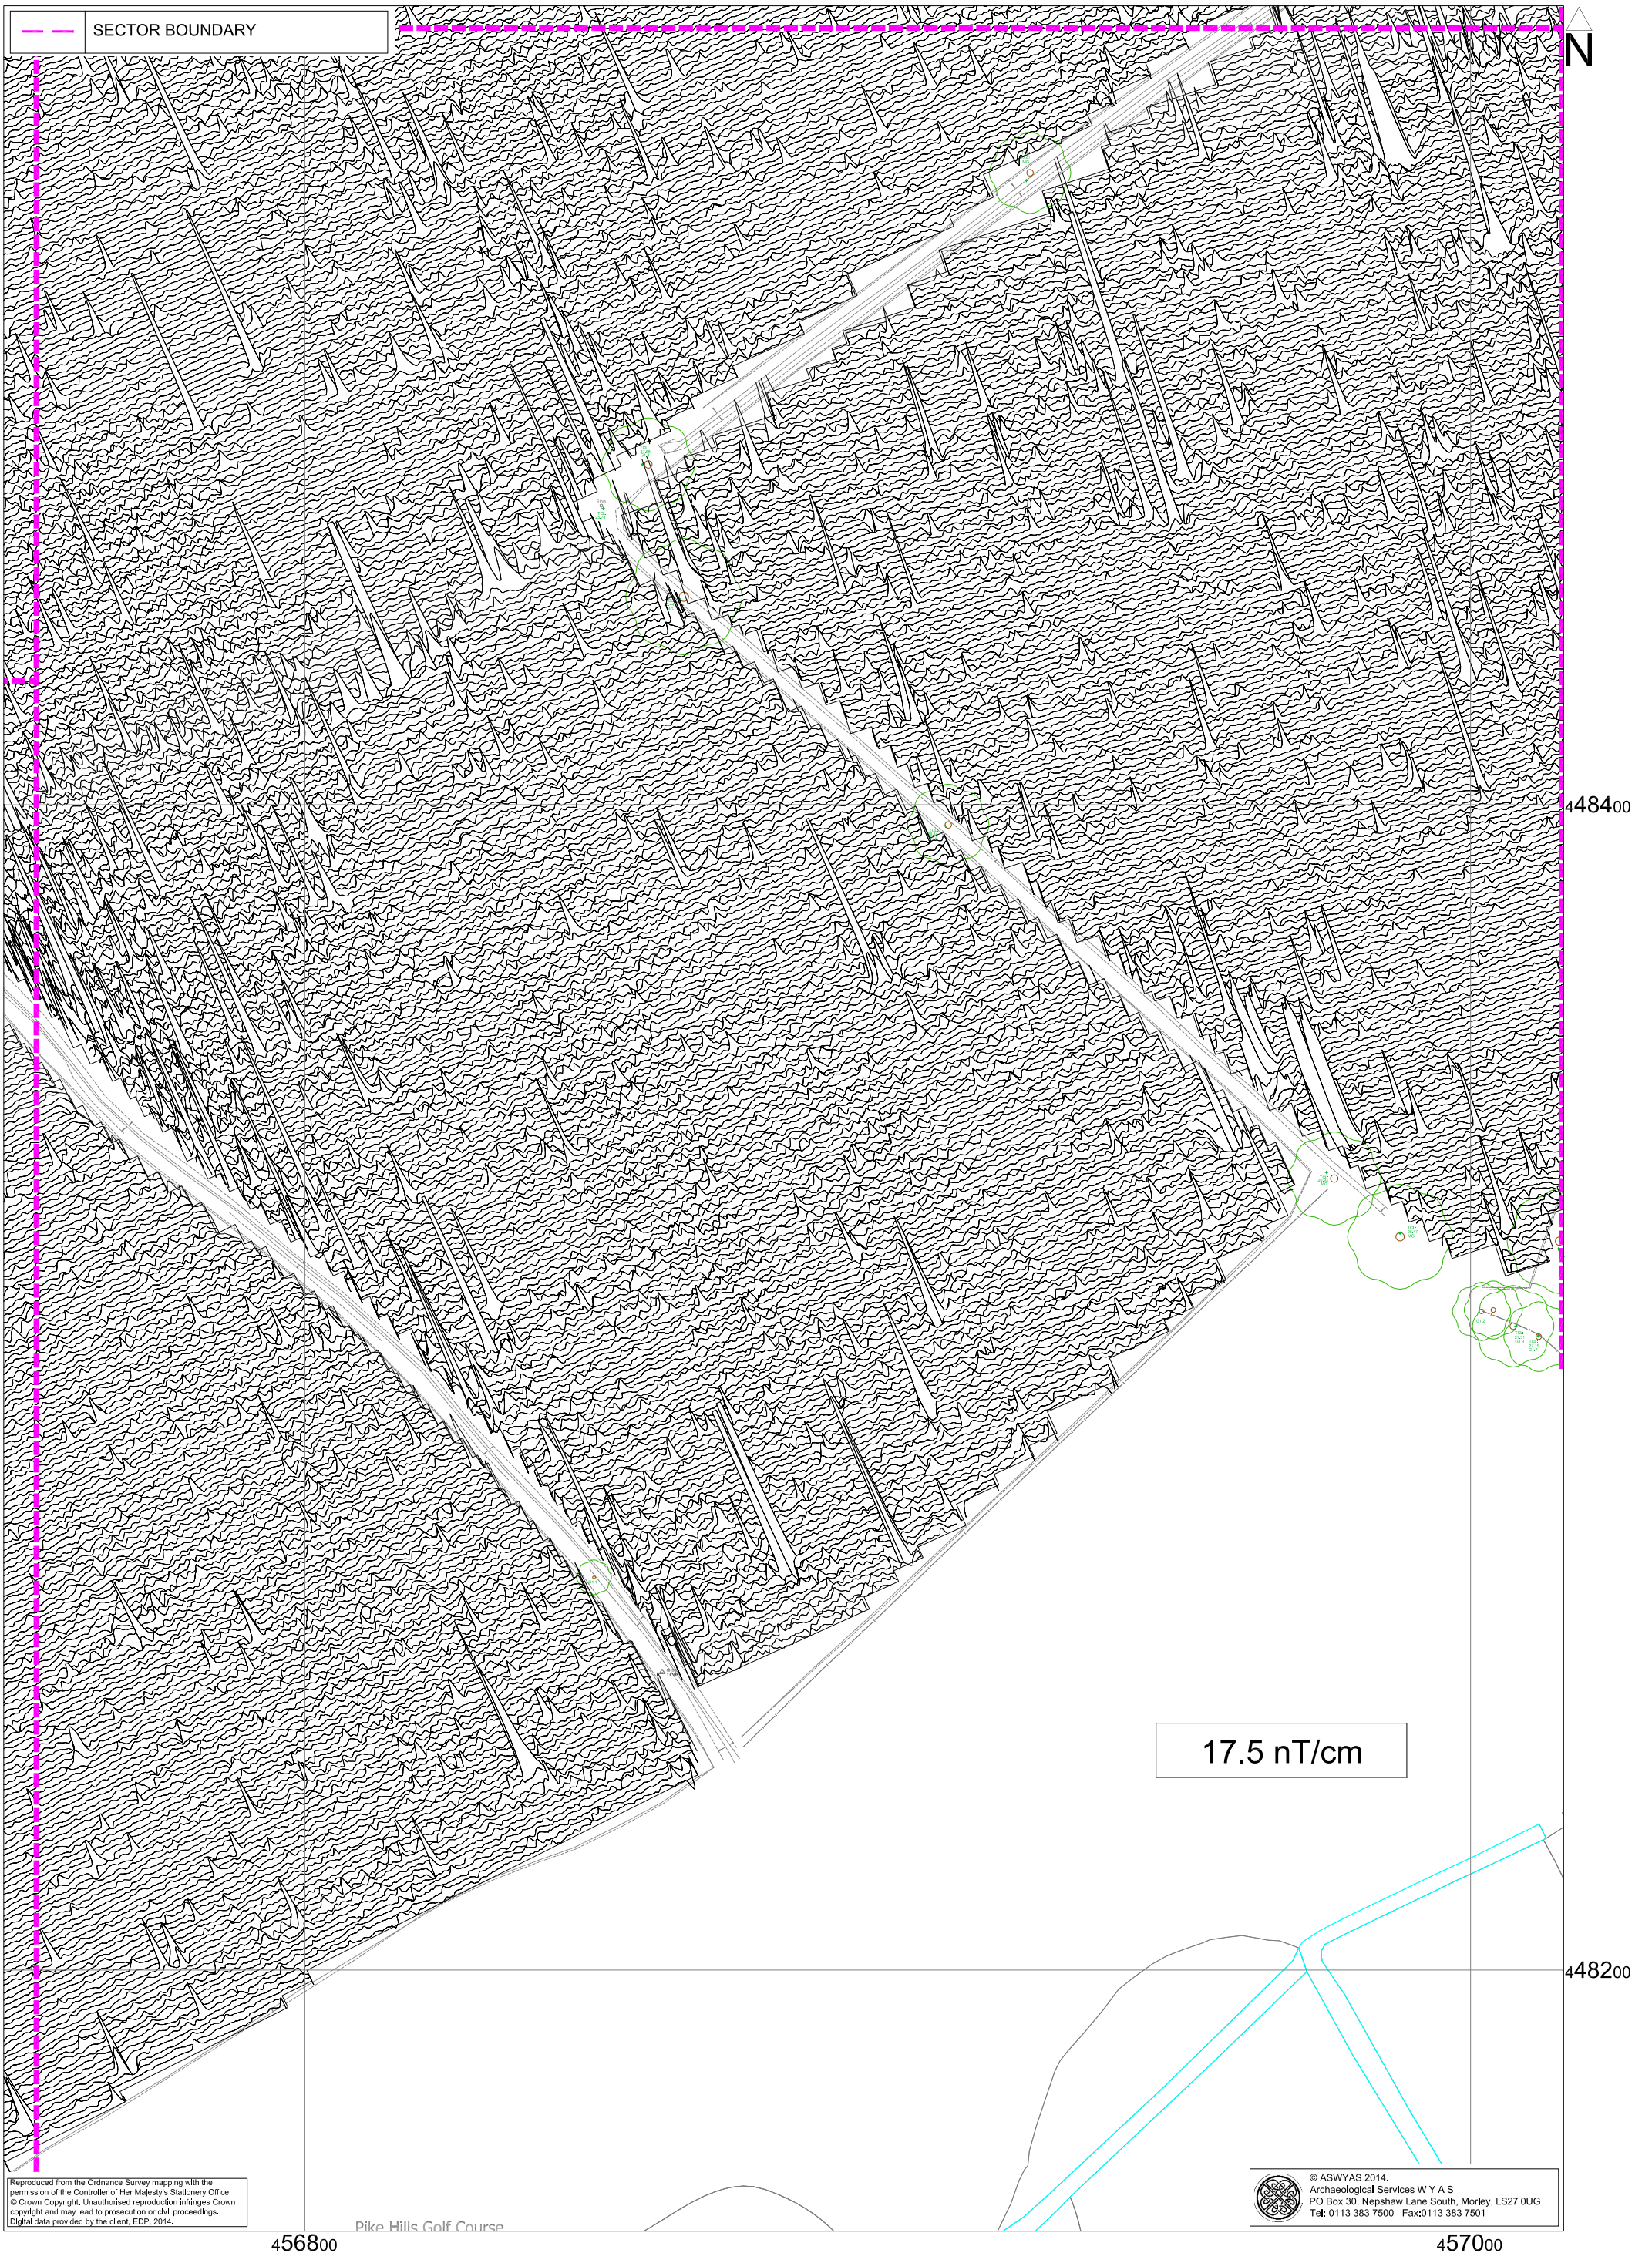 SECTOR BOUNDARY
N
448400
17.5 nT/cm
448200
Reproduced from the Ordnance Survey mapping with the
permission of the Controller of Her Majesty's Stationery Office.
© Crown Copyright. Unauthorised reproduction infringes Crown
copyright and may lead to prosecution or civil proceedings.
Digital data provided by the client, EDP, 2014.
Pike Hills Golf Course
© ASWYAS 2014.
Archaeological Services W Y A S
PO Box 30, Nepshaw Lane South, Morley, LS27 0UG
Tel: 0113 383 7500 Fax:0113 383 7501
456800
457000